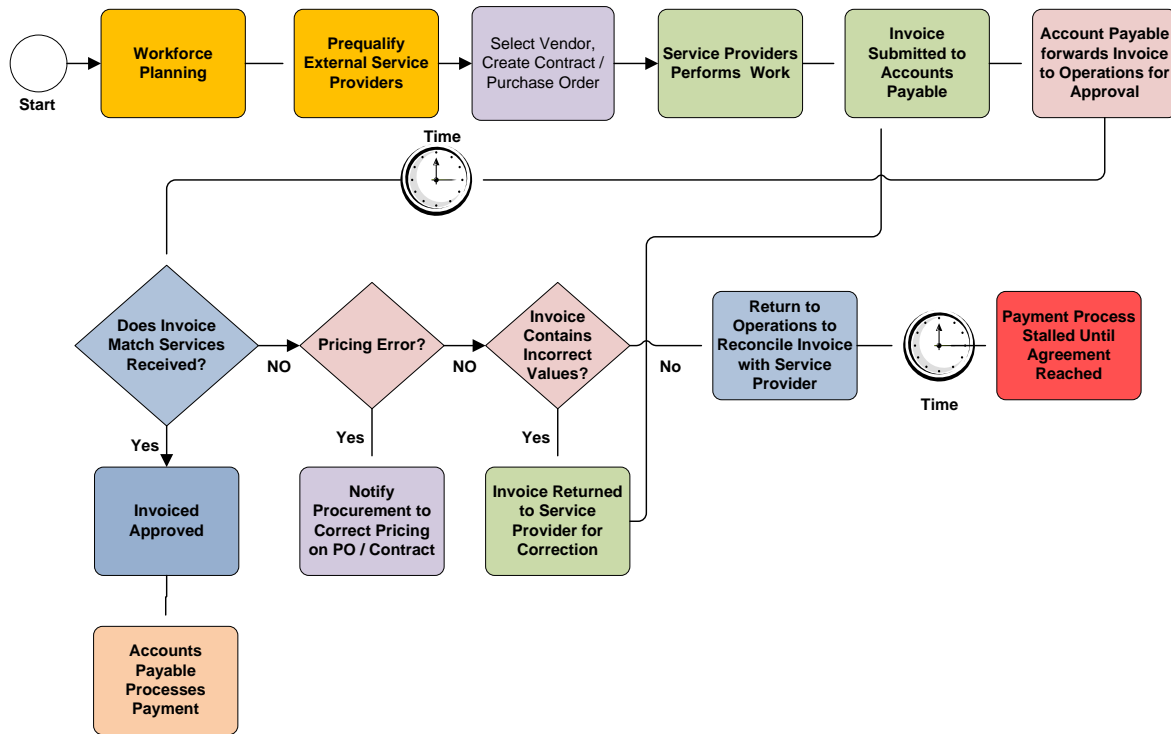 Start
Workforce
Planning
Prequalify
External Service
Providers
Select Vendor,
Create Contract /
Purchase Order
Service Providers
Performs Work
Invoice
Submitted to
Accounts
Payable
Account Payable
forwards Invoice
to Operations for
Approval
Time
Does Invoice
Match Services
Received?
NO
Pricing Error?
NO
Invoice
Contains
Incorrect
Values?
No
Return to
Operations to
Reconcile Invoice
with Service
Provider
Time
Payment Process
Stalled Until
Agreement
Reached
Yes
Yes
Yes
Invoiced
Approved
Notify
Procurement to
Correct Pricing
on PO / Contract
Invoice Returned
to Service
Provider for
Correction
Accounts
Payable
Processes
Payment